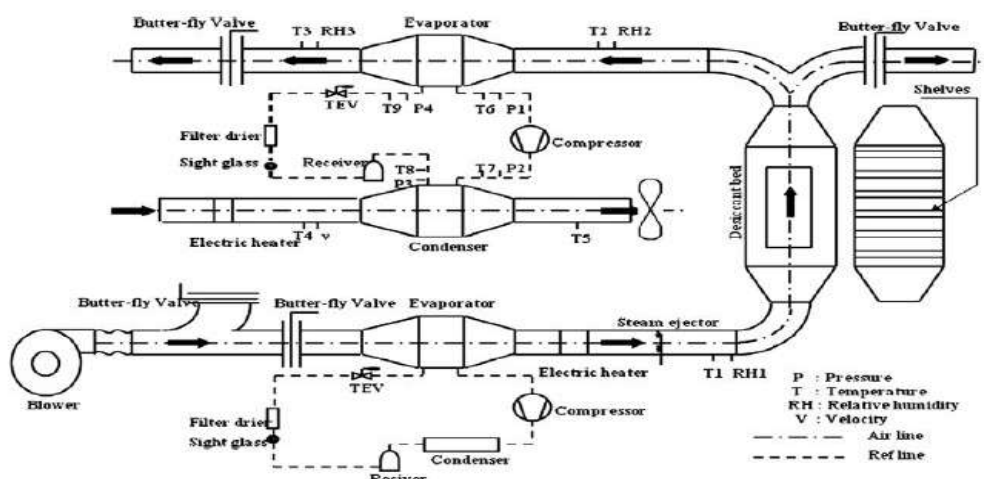 Butter-fly Valve
T3 RH3
Evaporator
T2 RH2
Butter-fly Valve
TEV
T9 P4
T6 P1
Shelves
Filter drier
Compressor
Sight glass
Receiver
T8
T7 P2
P3
Desiccant bed
Electric heater
T4 v
Condenser
T5
Butter-fly Valve
Butter-fly Valve
Evaporator
Steam ejector
Blower
TEV
Electric heater
T1 RH1
Filter drier
Compressor
Sight glass
Condenser
Reciver
P : Pressure
T : Temperature
RH : Relative humidity
V : Velocity
Air line
Ref line